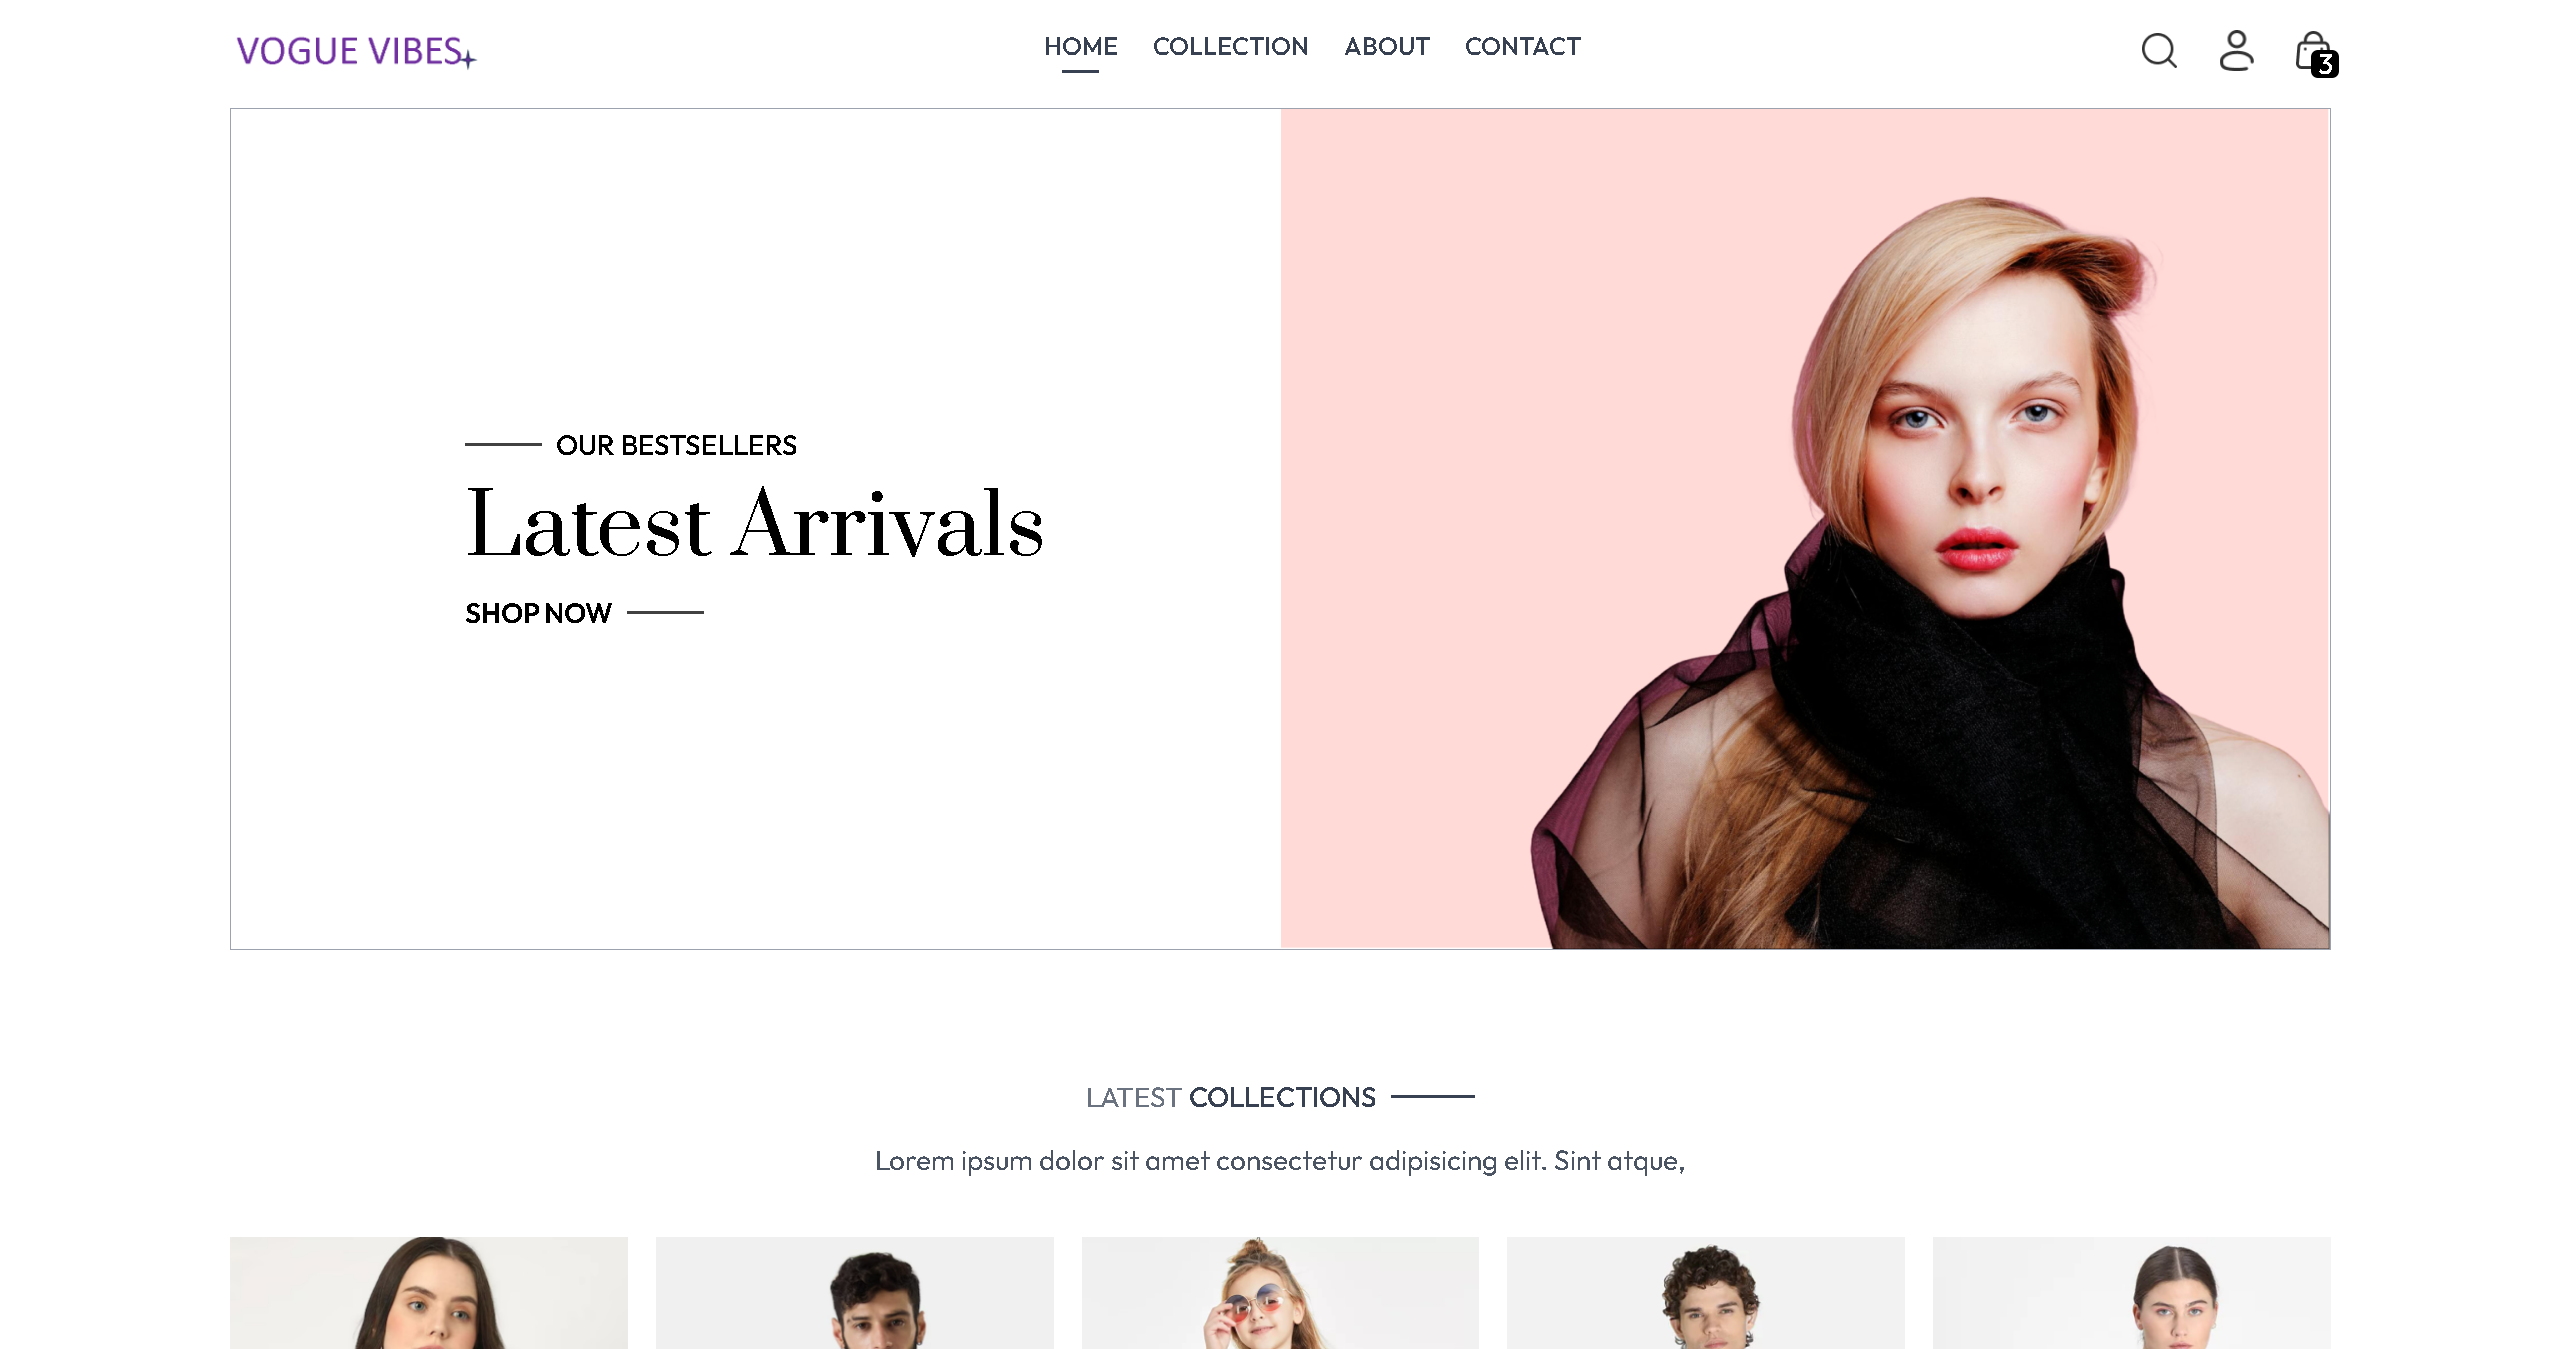 VOGUE VIBES
HOME COLLECTION ABOUT CONTACT
3
OUR BESTSELLERS
Latest Arrivals
SHOP NOW
LATEST COLLECTIONS
Lorem ipsum dolor sit amet consectetur adipisicing elit. Sint atque,